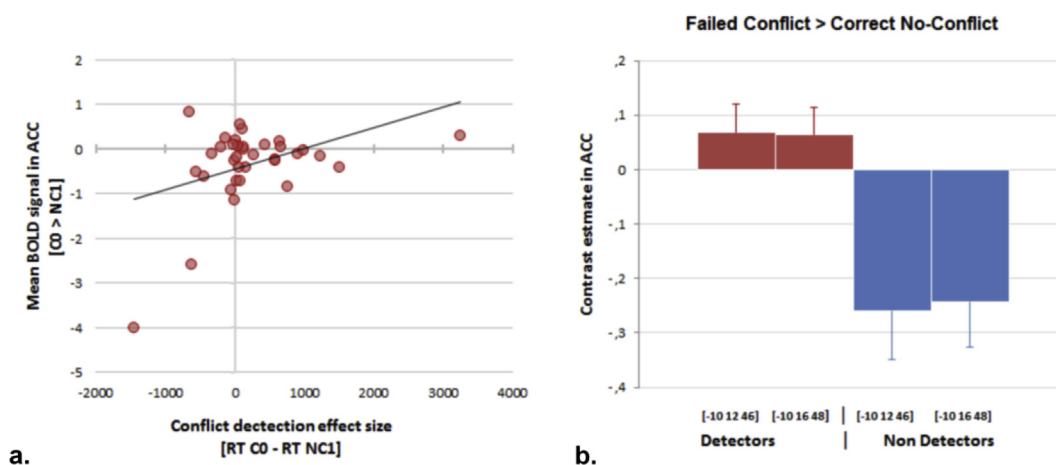 2
1
0
-1
-2
-3
-4
-5
-2000 -1000 0 1000 2000 3000 4000
Mean BOLD signal in ACC
[C0 > NC1]
Conflict dectection effect size
[RT C0 - RT NC1]
a.
Failed Conflict > Correct No-Conflict
,2
,1
0
-,1
-,2
-,3
-,4
Contrast estmate in ACC
[-10 12 46] [-10 16 48] | [-10 12 46] [-10 16 48]
Detectors | Non Detectors
b.